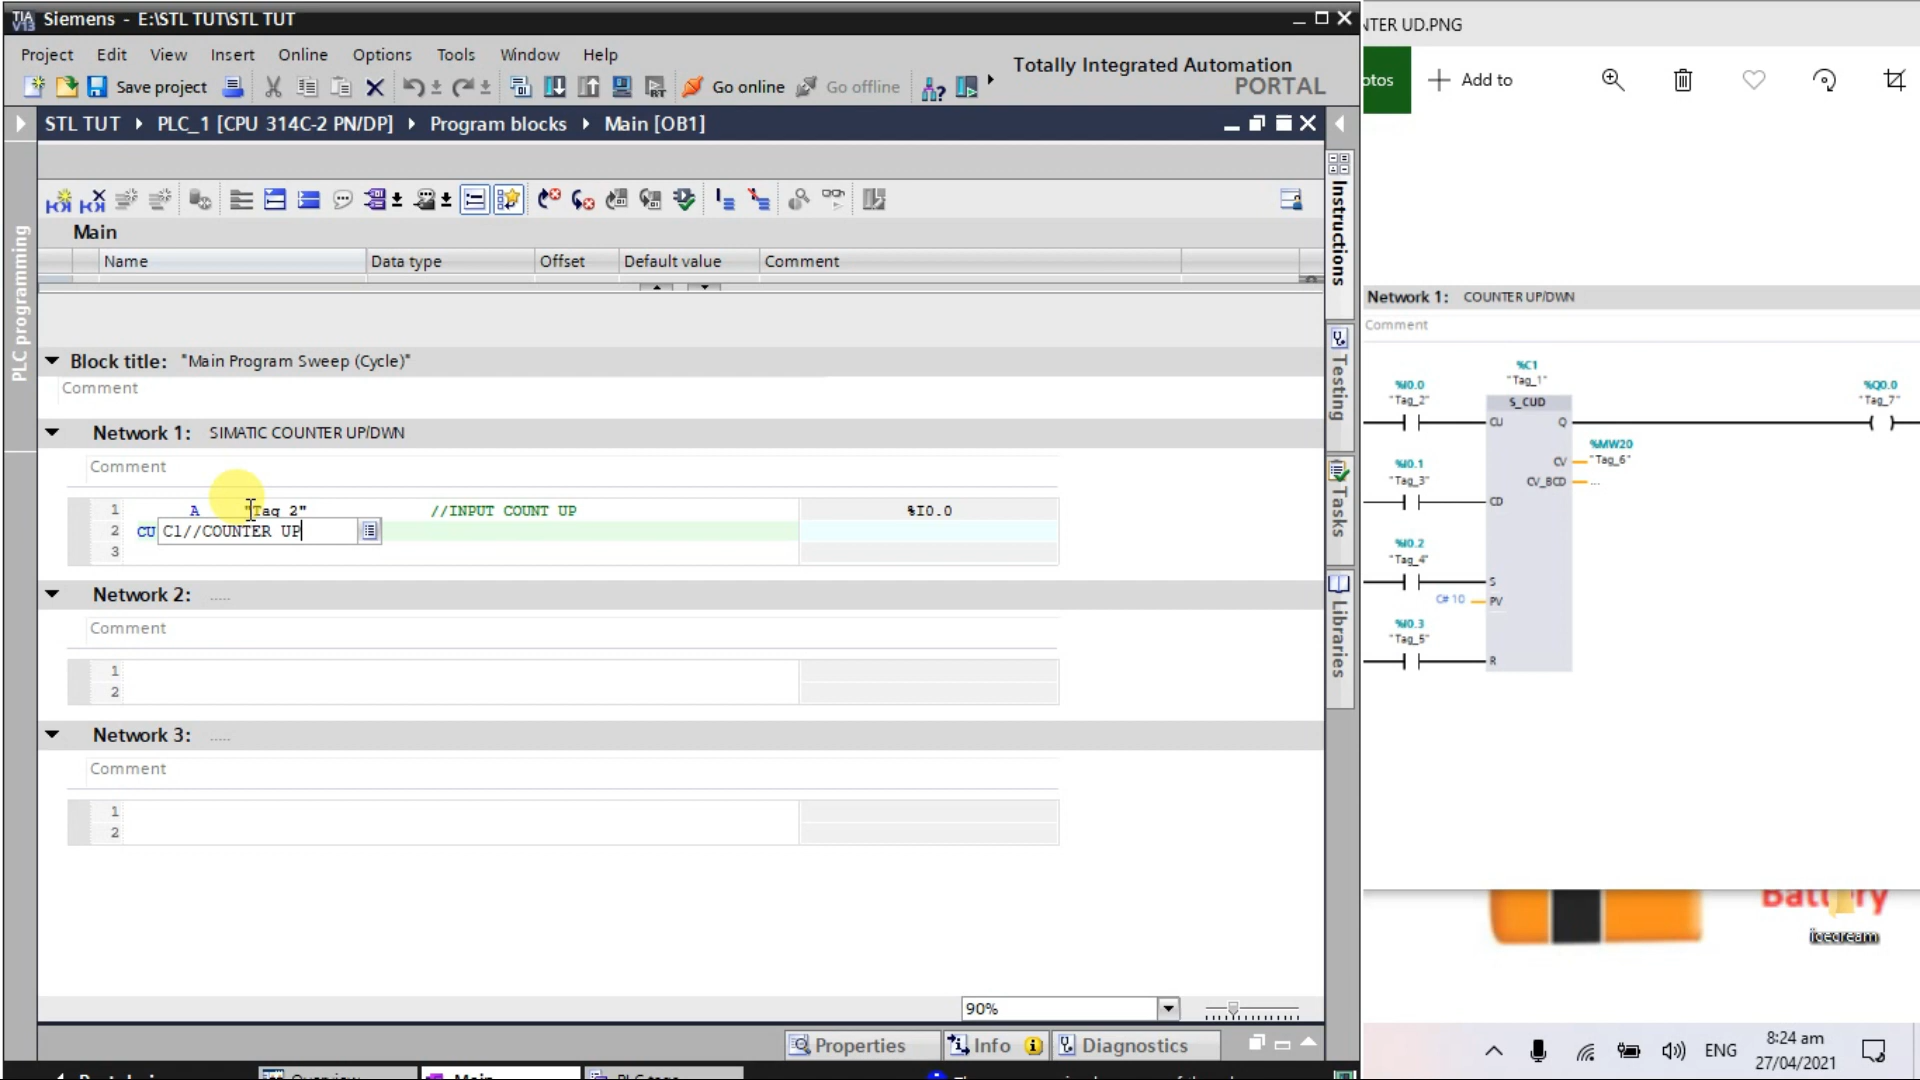 Siemens - E:\STL TUT\STL TUT
Project Edit View Insert Online Options Tools Window Help
Totally Integrated Automation
PORTAL
Save project
Go online
Go offline
STL TUT
PLC_1 [CPU 314C-2 PN/DP]
Program blocks
Main [OB1]
Main
Name Data type Offset Default value Comment
Block title: "Main Program Sweep (Cycle)"
Comment
Network 1: SIMATIC COUNTER UP/DWN
Comment
1 A "Tag_2" //INPUT COUNT UP %I0.0
2 CU C1//COUNTER UP
3
Network 2: .....
Comment
1
2
Network 3: .....
Comment
1
2
90%
Properties
Info
Diagnostics
PLC programming
Instructions
Testing
Tasks
Libraries
NTER UD.PNG
otos
Add to
Network 1: COUNTER UP/DWN
Comment
%C1
"Tag_1"
S_CUD
%I0.0
"Tag_2"
CU
Q
%Q0.0
"Tag_7"
%MW20
"Tag_6"
CV
CV_BCD
...
%I0.1
"Tag_3"
CD
%I0.2
"Tag_4"
S
C# 10
PV
%I0.3
"Tag_5"
R
icecream
ENG
8:24 am
27/04/2021